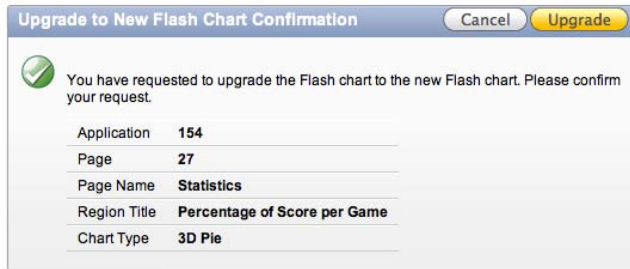 Upgrade to New Flash Chart Confirmation Cancel Upgrade
You have requested to upgrade the Flash chart to the new Flash chart. Please confirm
your request.
Application 154
Page 27
Page Name Statistics
Region Title Percentage of Score per Game
Chart Type 3D Pie